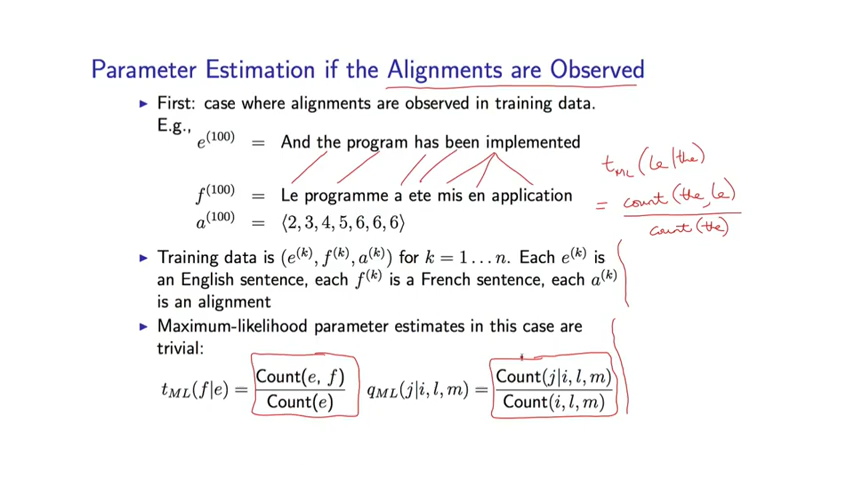 Parameter Estimation if the Alignments are Observed
▶ First: case where alignments are observed in training data.
E.g.,
e^(100) = And the program has been implemented
f^(100) = Le programme a ete mis en application
a^(100) = ⟨2, 3, 4, 5, 6, 6, 6⟩
t_ML (le|the)
= count (the, le) / count (the)
▶ Training data is (e^(k), f^(k), a^(k)) for k = 1 . . . n. Each e^(k) is
an English sentence, each f^(k) is a French sentence, each a^(k)
is an alignment
▶ Maximum-likelihood parameter estimates in this case are
trivial:
t_ML(f|e) = Count(e, f) / Count(e) q_ML(j|i, l, m) = Count(j|i, l, m) / Count(i, l, m)